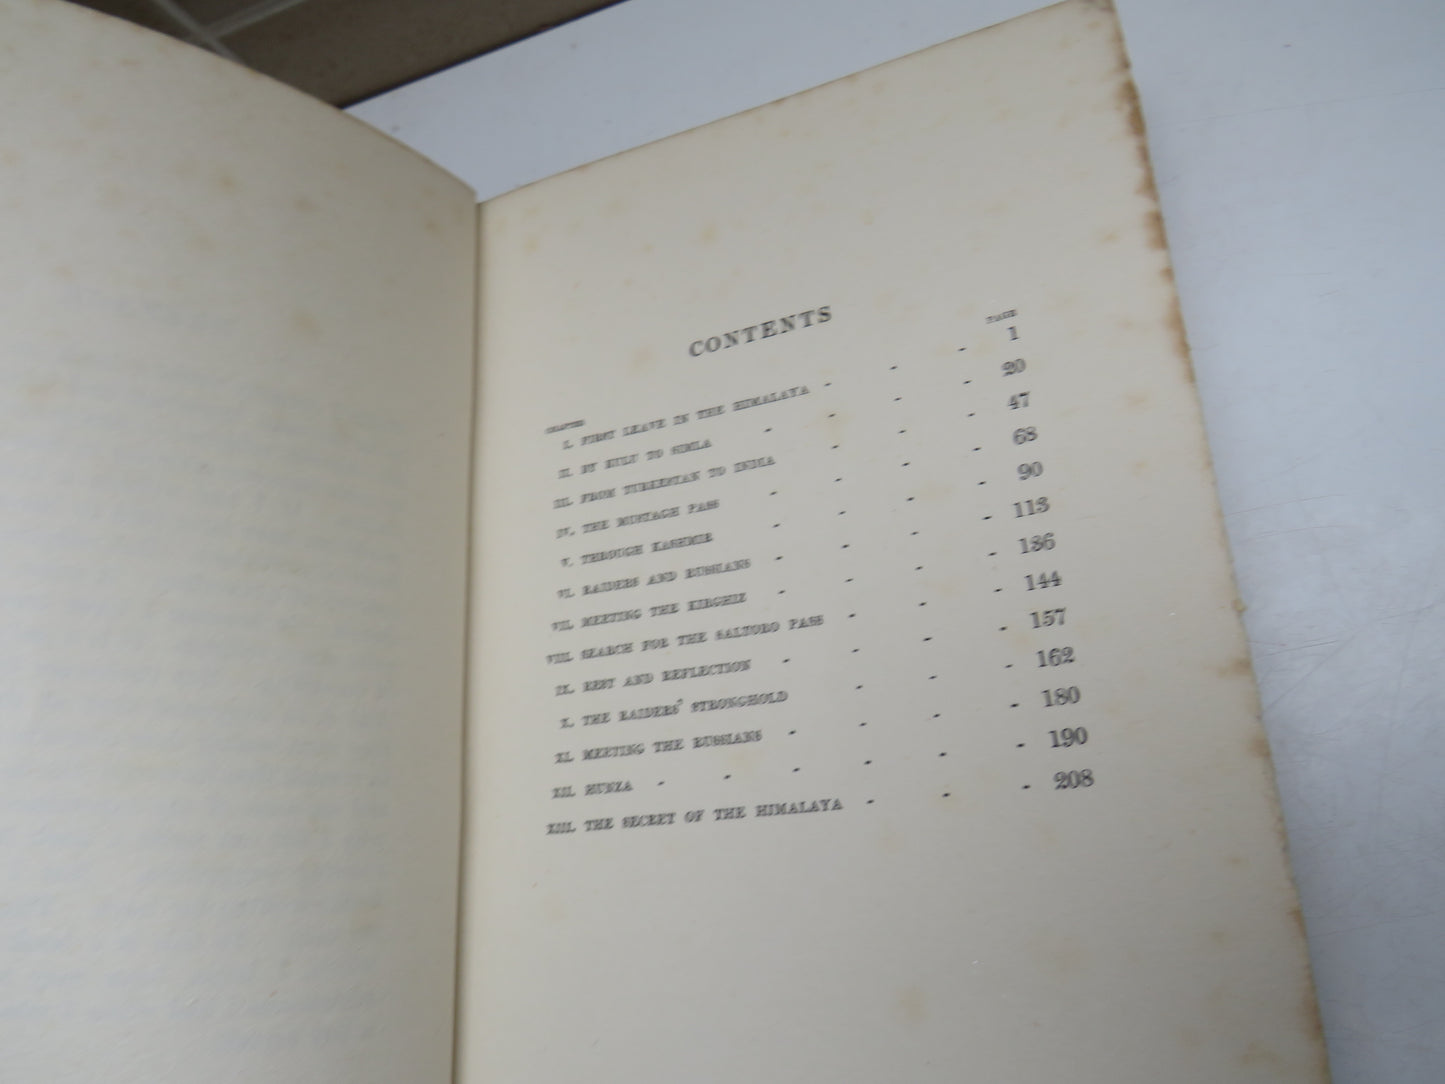 CONTENTS
CHAPTER PAGE
I. FIRST LEAVE IN THE HIMALAYA - - - 1
II. BY KULU TO SIMLA - - - - 20
III. FROM TURKESTAN TO INDIA - - - 47
IV. THE MUSTAGH PASS - - - - 68
V. THROUGH KASHMIR - - - - 90
VI. RAIDERS AND RUSSIANS - - - - 113
VII. MEETING THE KIRGHIZ - - - - 136
VIII. SEARCH FOR THE SALTORO PASS - - - 144
IX. REST AND REFLECTION - - - - 157
X. THE RAIDERS' STRONGHOLD - - - 162
XI. MEETING THE RUSSIANS - - - - 180
XII. HUNZA - - - - - - 190
XIII. THE SECRET OF THE HIMALAYA - - - 208